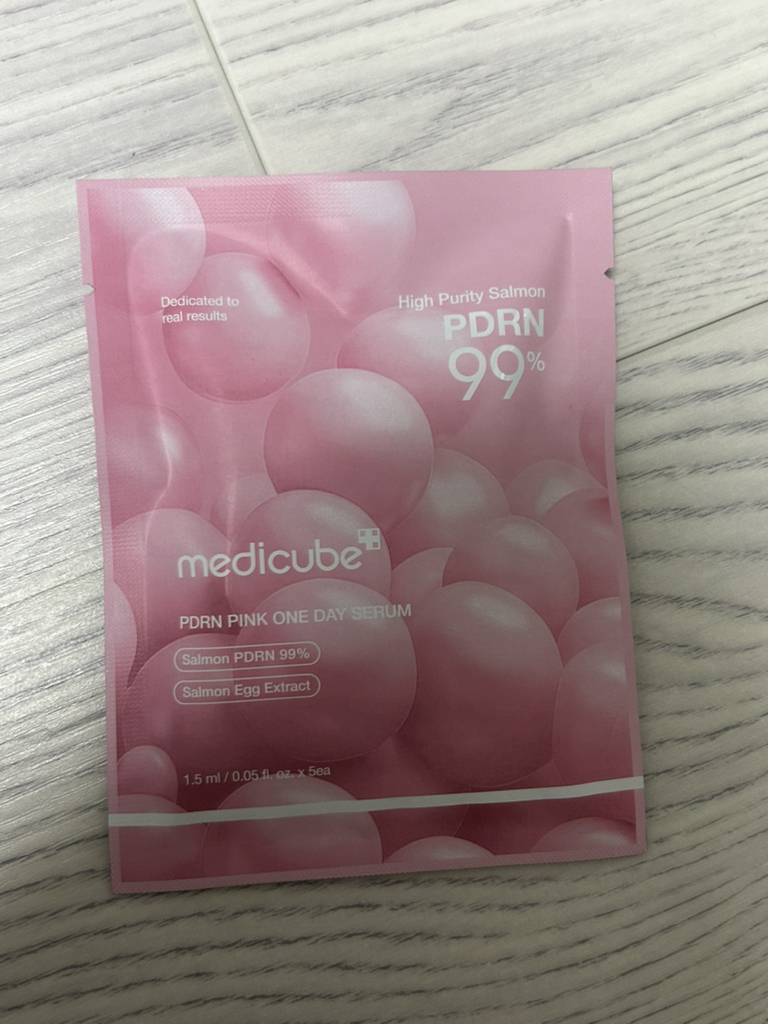 Dedicated to
real results
High Purity Salmon
PDRN
99%
medicube
PDRN PINK ONE DAY SERUM
Salmon PDRN 99%
Salmon Egg Extract
1.5 ml / 0.05 fl. oz. x 5ea